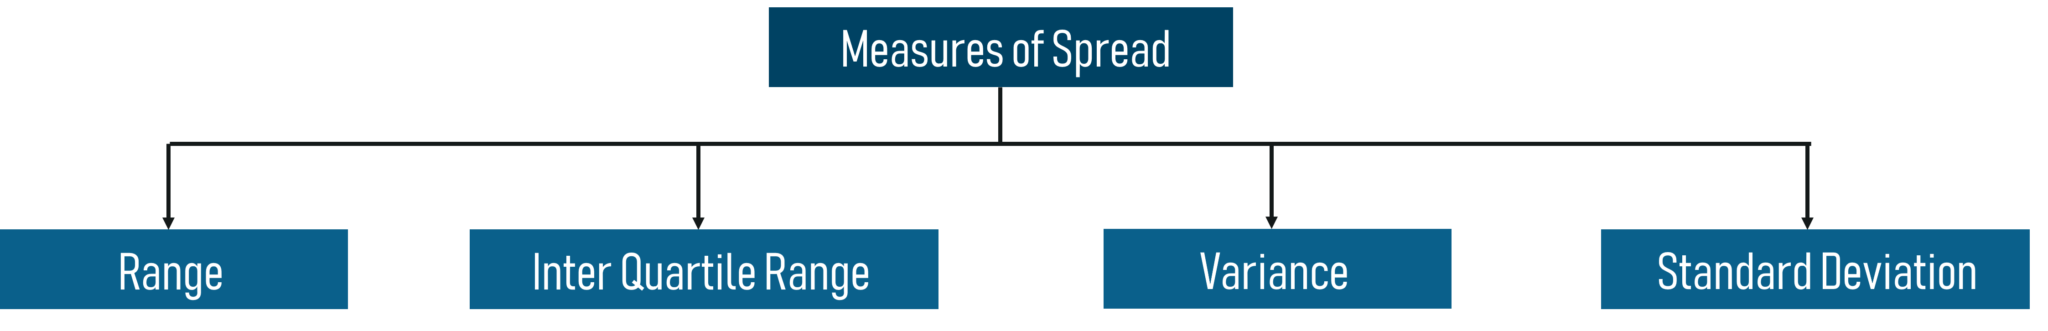 Measures of Spread
Range
Inter Quartile Range
Variance
Standard Deviation